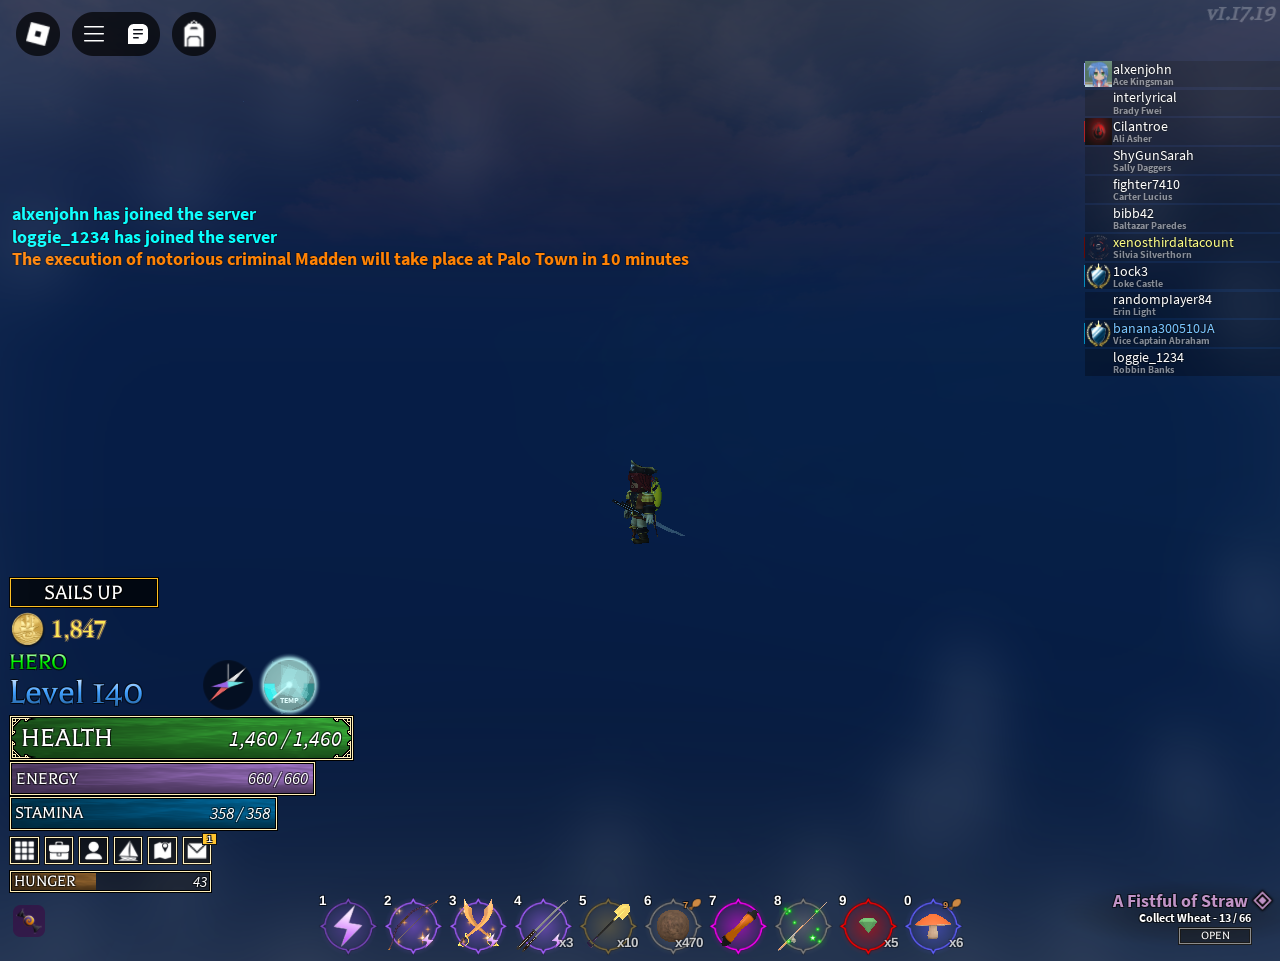 v1.17.19
alxenjohn
Ace Kingsman
interlyrical
Brady Fwei
Cilantroe
Ali Asher
ShyGunSarah
Sally Daggers
fighter7410
Carter Lucius
bibb42
Baltazar Paredes
xenosthirdaltacount
Silvia Silverthorn
1ock3
Loke Castle
randompIayer84
Erin Light
banana300510JA
Vice Captain Abraham
loggie_1234
Robbin Banks
alxenjohn has joined the server
loggie_1234 has joined the server
The execution of notorious criminal Madden will take place at Palo Town in 10 minutes
SAILS UP
1,847
HERO
Level 140
TEMP
HEALTH 1,460 / 1,460
ENERGY 660 / 660
STAMINA 358 / 358
1
HUNGER 43
1 2 3 4 5 6 7 8 9 0
7 9
x3 x10 x470 x5 x6
A Fistful of Straw
Collect Wheat - 13 / 66
OPEN